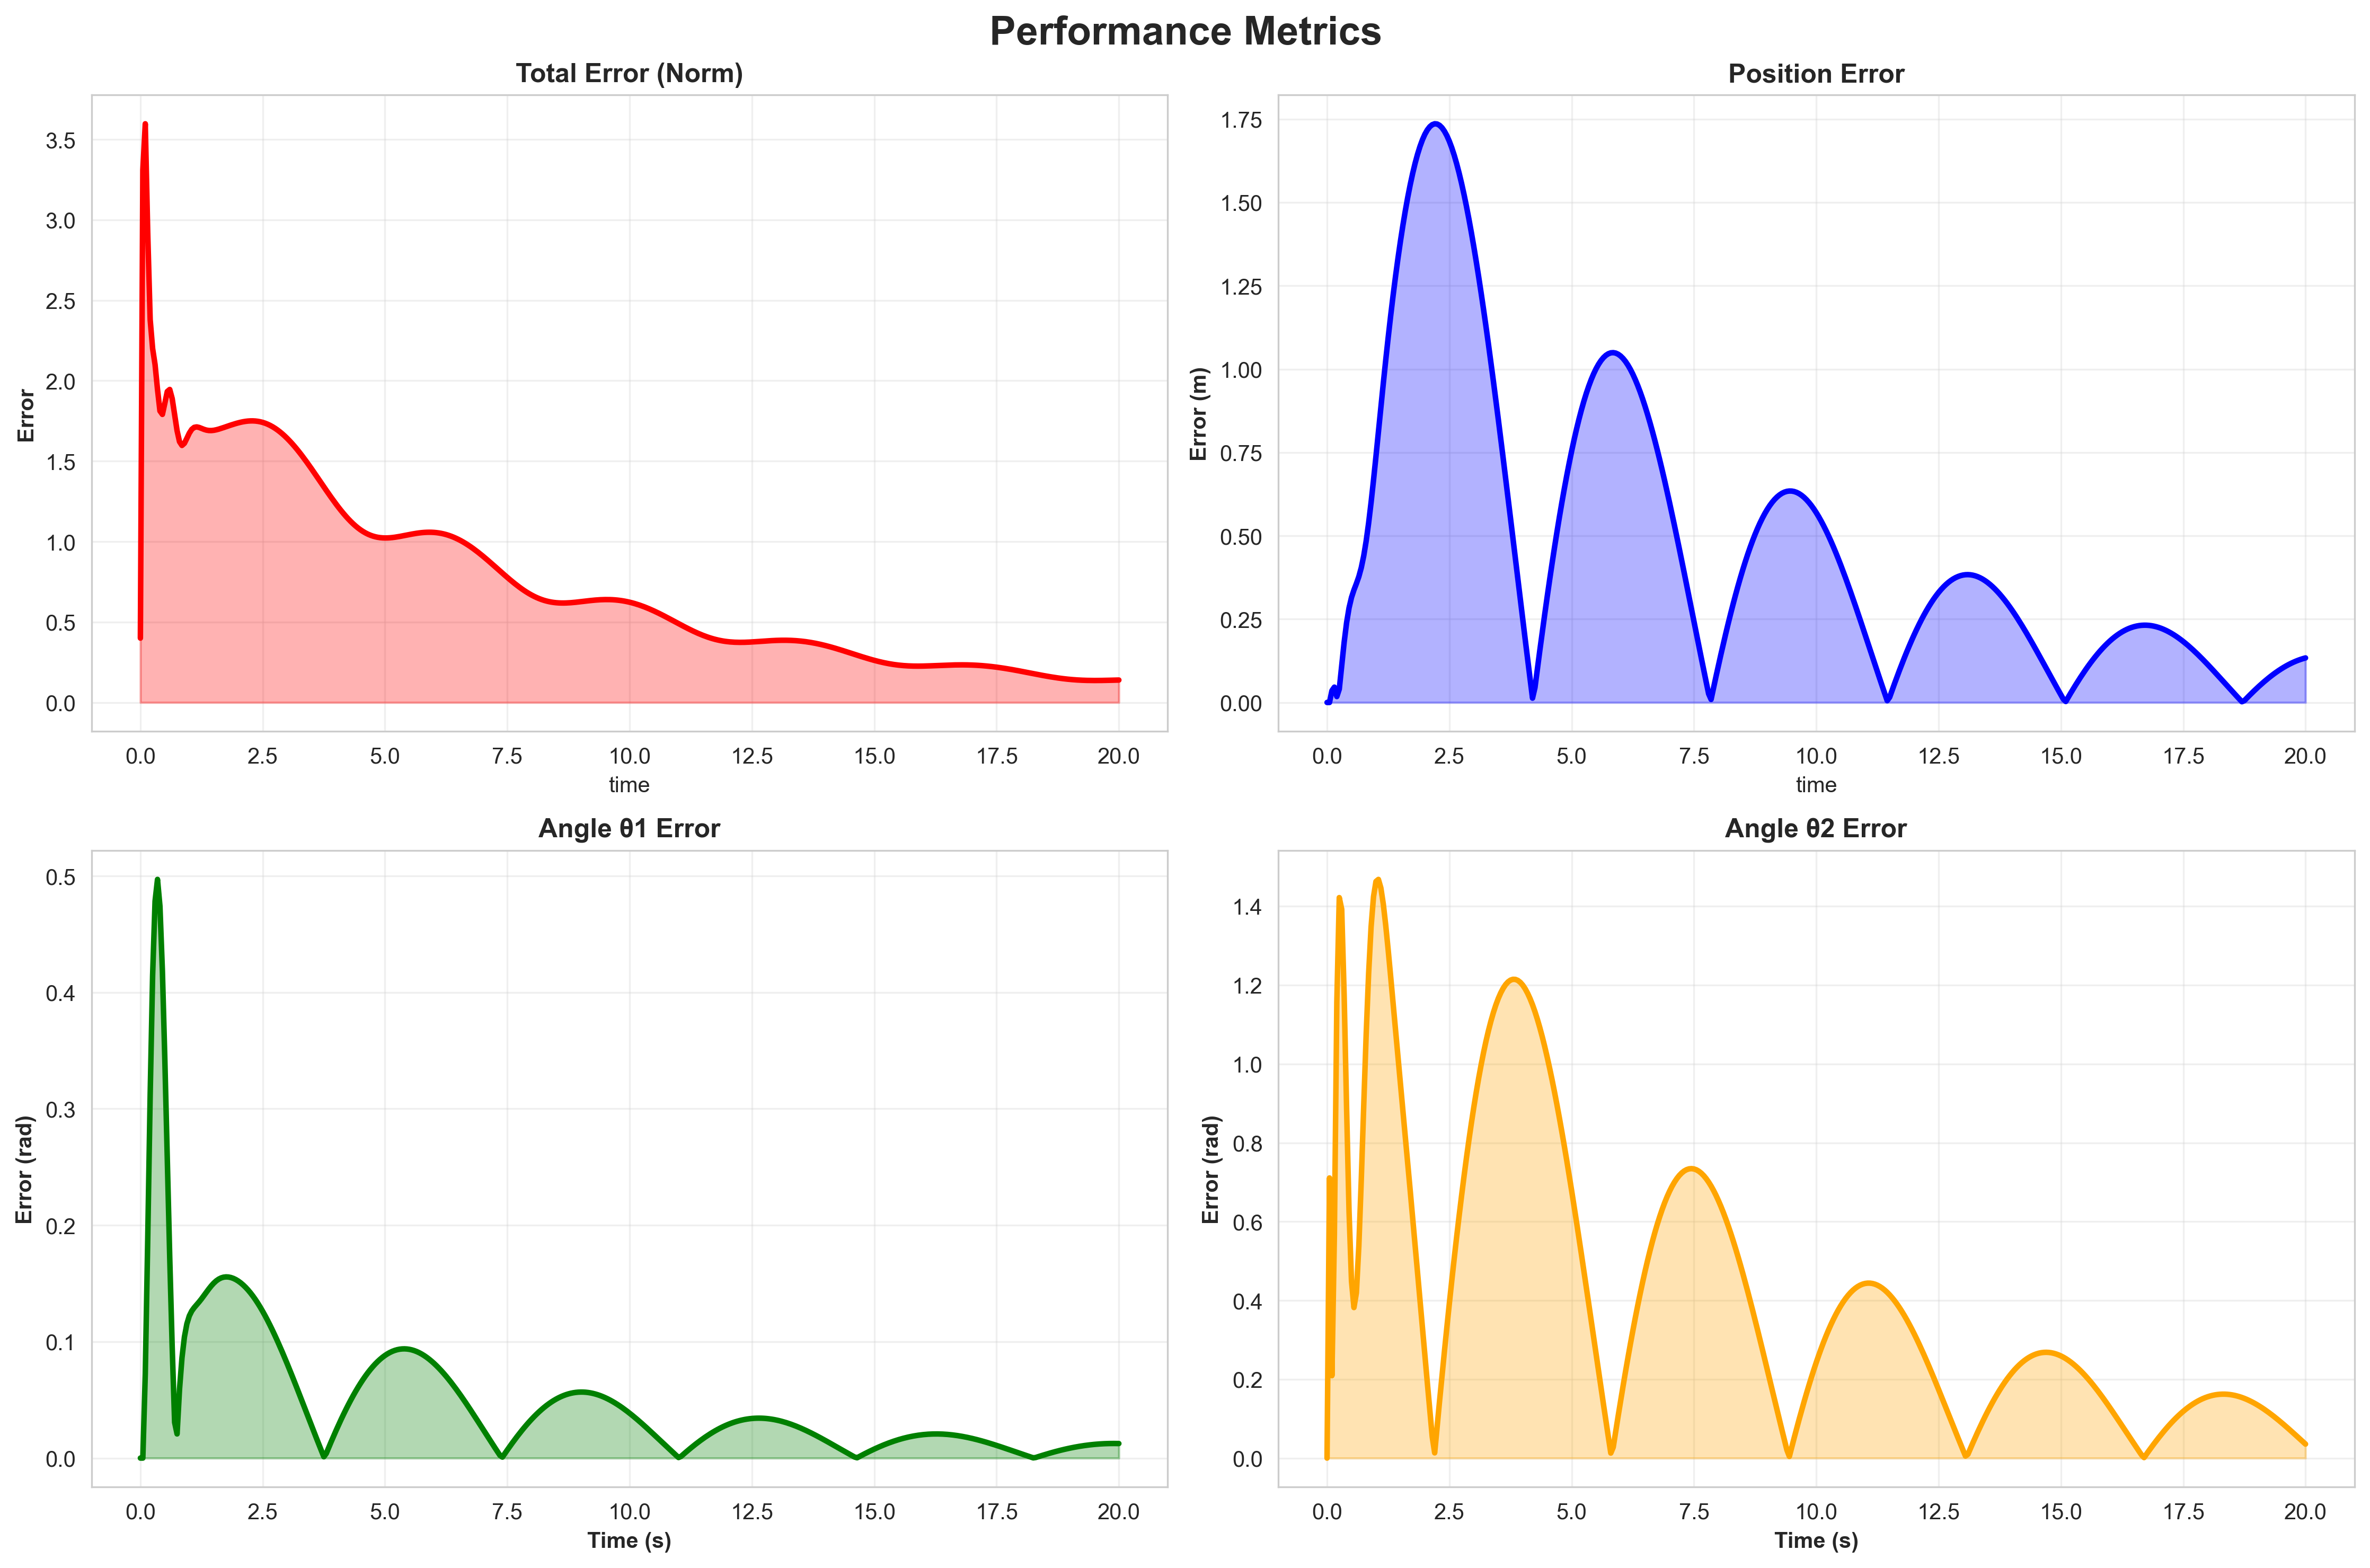 Performance Metrics
Total Error (Norm)
Error
3.5
3.0
2.5
2.0
1.5
1.0
0.5
0.0
0.0 2.5 5.0 7.5 10.0 12.5 15.0 17.5 20.0
time
Position Error
Error (m)
1.75
1.50
1.25
1.00
0.75
0.50
0.25
0.00
0.0 2.5 5.0 7.5 10.0 12.5 15.0 17.5 20.0
time
Angle θ1 Error
Error (rad)
0.5
0.4
0.3
0.2
0.1
0.0
0.0 2.5 5.0 7.5 10.0 12.5 15.0 17.5 20.0
Time (s)
Angle θ2 Error
Error (rad)
1.4
1.2
1.0
0.8
0.6
0.4
0.2
0.0
0.0 2.5 5.0 7.5 10.0 12.5 15.0 17.5 20.0
Time (s)